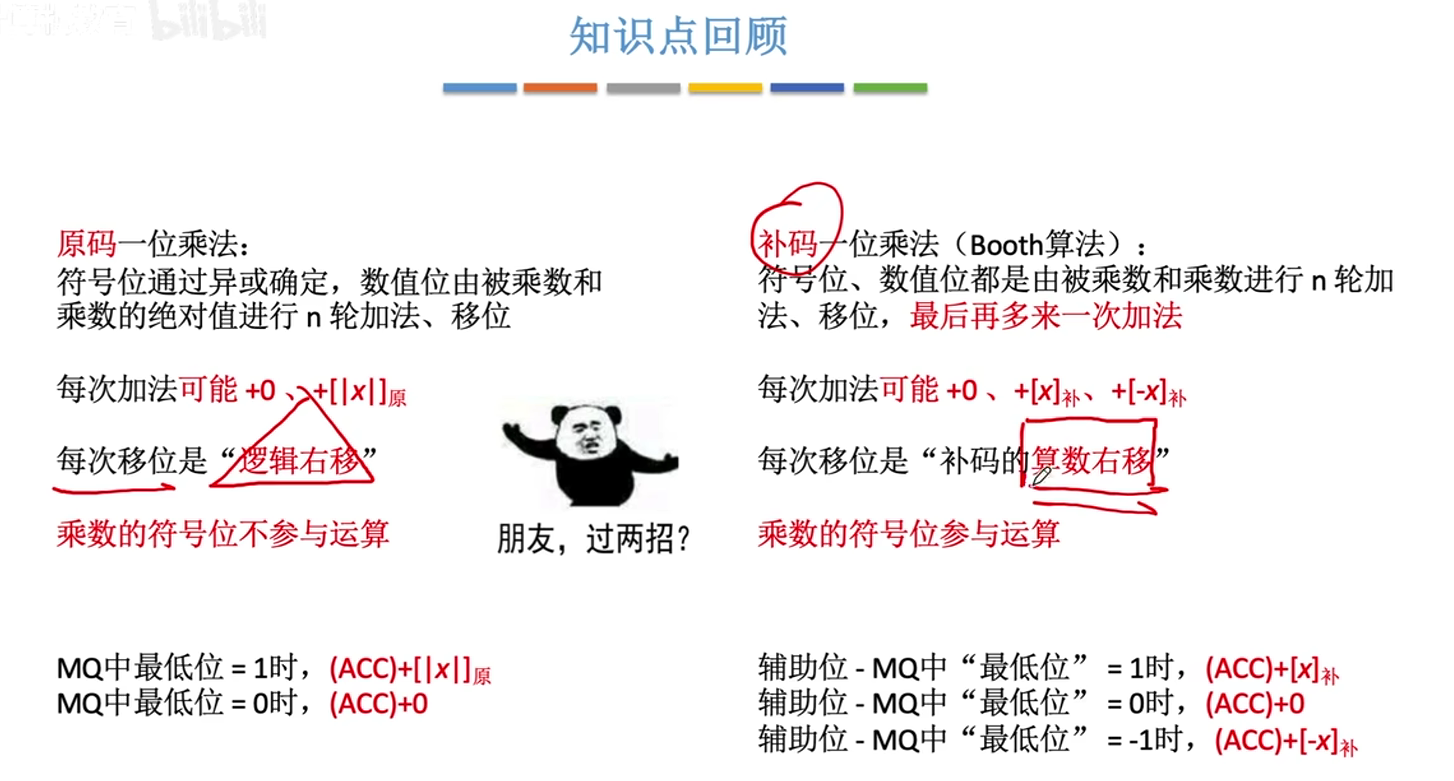 bilibili
知识点回顾
原码一位乘法：
符号位通过异或确定，数值位由被乘数和
乘数的绝对值进行 n 轮加法、移位
每次加法可能 +0 、+[|x|]原
每次移位是“逻辑右移”
乘数的符号位不参与运算
MQ中最低位 = 1时，(ACC)+[|x|]原
MQ中最低位 = 0时，(ACC)+0
朋友，过两招？
补码一位乘法（Booth算法）：
符号位、数值位都是由被乘数和乘数进行 n 轮加
法、移位，最后再多来一次加法
每次加法可能 +0 、+[x]补、+[-x]补
每次移位是“补码的算数右移”
乘数的符号位参与运算
辅助位 - MQ中“最低位” = 1时，(ACC)+[x]补
辅助位 - MQ中“最低位” = 0时，(ACC)+0
辅助位 - MQ中“最低位” = -1时，(ACC)+[-x]补